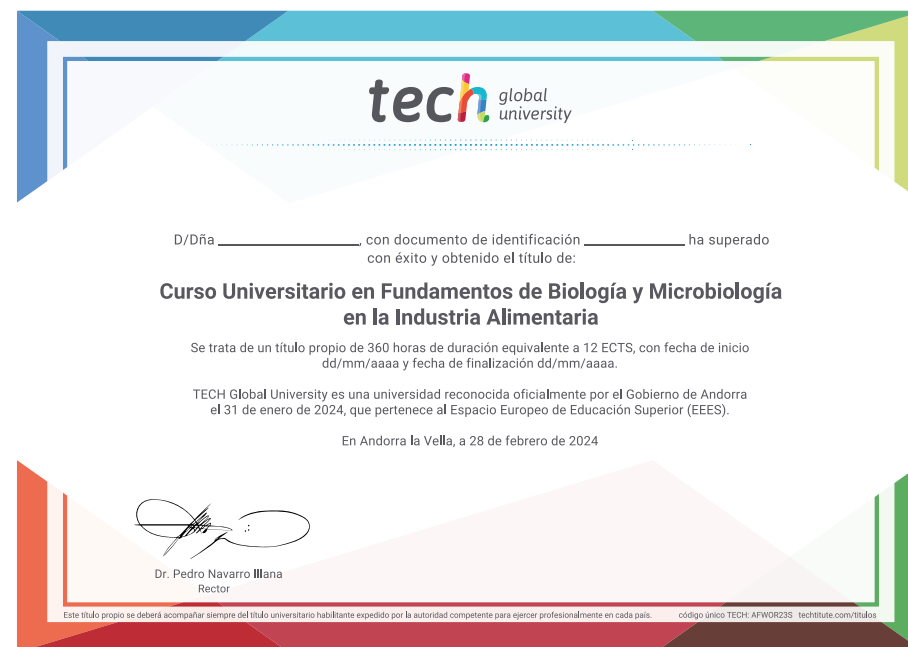 tech global university
D/Dña ____________, con documento de identificación ____________ ha superado
con éxito y obtenido el título de:
Curso Universitario en Fundamentos de Biología y Microbiología
en la Industria Alimentaria
Se trata de un título propio de 360 horas de duración equivalente a 12 ECTS, con fecha de inicio
dd/mm/aaaa y fecha de finalización dd/mm/aaaa.
TECH Global University es una universidad reconocida oficialmente por el Gobierno de Andorra
el 31 de enero de 2024, que pertenece al Espacio Europeo de Educación Superior (EEES).
En Andorra la Vella, a 28 de febrero de 2024
Dr. Pedro Navarro Illana
Rector
Este título propio se deberá acompañar siempre del título universitario habilitante expedido por la autoridad competente para ejercer profesionalmente en cada país. código único TECH: AFWOR23S techtitute.com/titulos